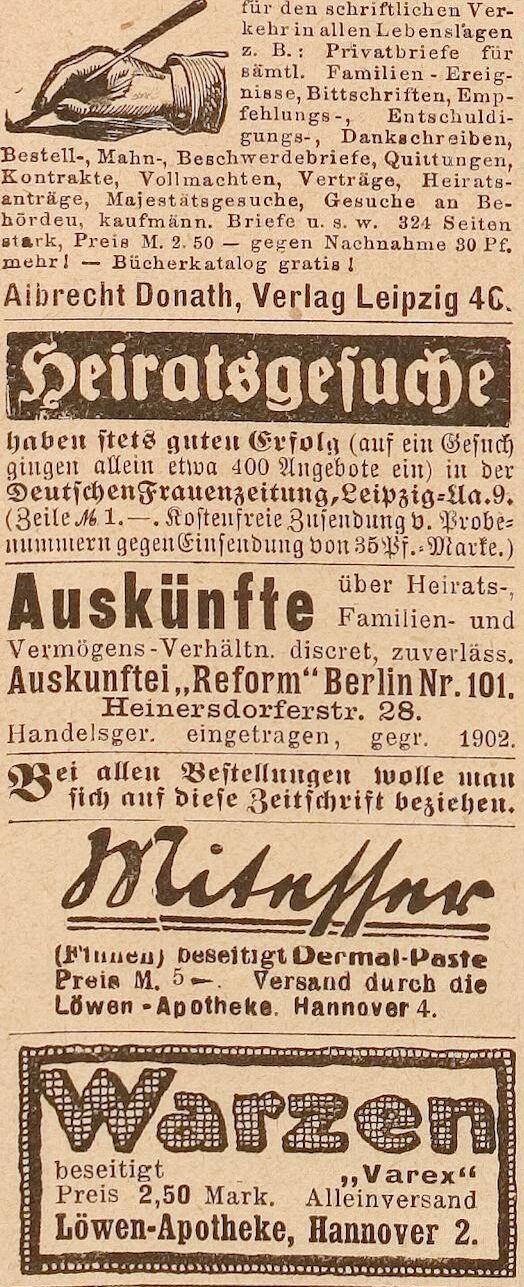 für den schriftlichen Ver-
kehr in allen Lebenslagen
z. B.: Privatbriefe für
sämtl. Familien-Ereig-
nisse, Bittschriften, Emp-
fehlungs-, Entschuldi-
gungs-, Dankschreiben,
Bestell-, Mahn-, Beschwerdebriefe, Quittungen,
Kontrakte, Vollmachten, Verträge, Heirats-
anträge, Majestätsgesuche, Gesuche an Be-
hörden, kaufmänn. Briefe u. s. w. 324 Seiten
stark, Preis M. 2.50 — gegen Nachnahme 30 Pf.
mehr! — Bücherkatalog gratis!
Albrecht Donath, Verlag Leipzig 4C.
Heiratsgesuche
haben stets guten Erfolg (auf ein Gesuch
gingen allein etwa 400 Angebote ein) in der
Deutschen Frauenzeitung, Leipzig-Ua. 9.
(Zeile ℳ 1.—. Kostenfreie Zusendung v. Probe-
nummern gegen Einsendung von 35 Pf.-Marke.)
Auskünfte über Heirats-,
Familien- und
Vermögens-Verhältn. discret, zuverläss.
Auskunftei „Reform“ Berlin Nr. 101.
Heinersdorferstr. 28.
Handelsger. eingetragen, gegr. 1902.
Bei allen Bestellungen wolle man
sich auf diese Zeitschrift beziehen.
Mitesser
(Finnen) beseitigt Dermal-Paste
Preis M. 5—. Versand durch die
Löwen-Apotheke. Hannover 4.
Warzen
beseitigt „Varex“
Preis 2,50 Mark. Alleinversand
Löwen-Apotheke, Hannover 2.